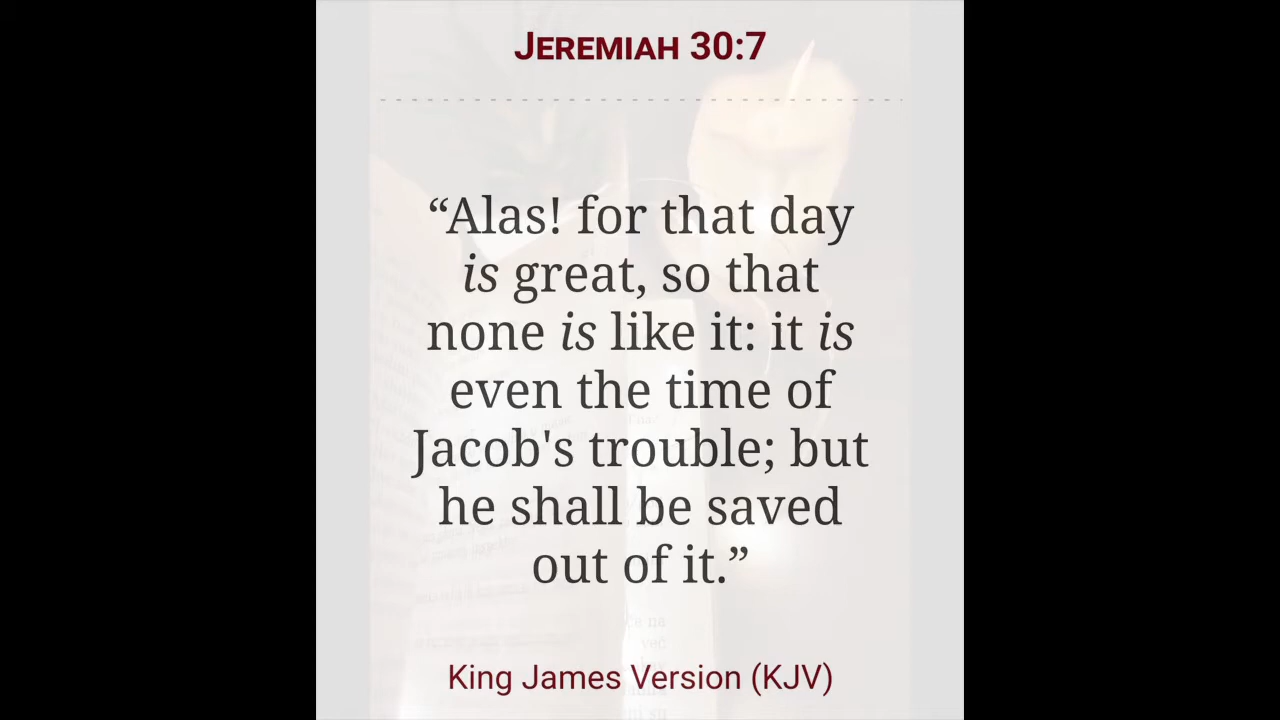 JEREMIAH 30:7
“Alas! for that day
is great, so that
none is like it: it is
even the time of
Jacob's trouble; but
he shall be saved
out of it.”
King James Version (KJV)